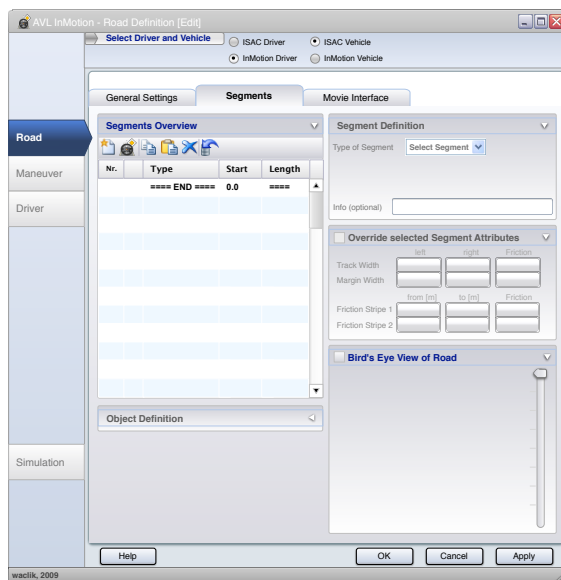 AVL InMotion - Road Definition [Edit]
Select Driver and Vehicle
ISAC Driver
ISAC Vehicle
InMotion Driver
InMotion Vehicle
General Settings
Segments
Movie Interface
Road
Maneuver
Driver
Simulation
Segments Overview
Nr. Type Start Length
==== END ==== 0.0 ====
Object Definition
Segment Definition
Type of Segment Select Segment
Info (optional)
Override selected Segment Attributes
left right Friction
Track Width
Margin Width
from [m] to [m] Friction
Friction Stripe 1
Friction Stripe 2
Bird's Eye View of Road
Help OK Cancel Apply
waclik, 2009